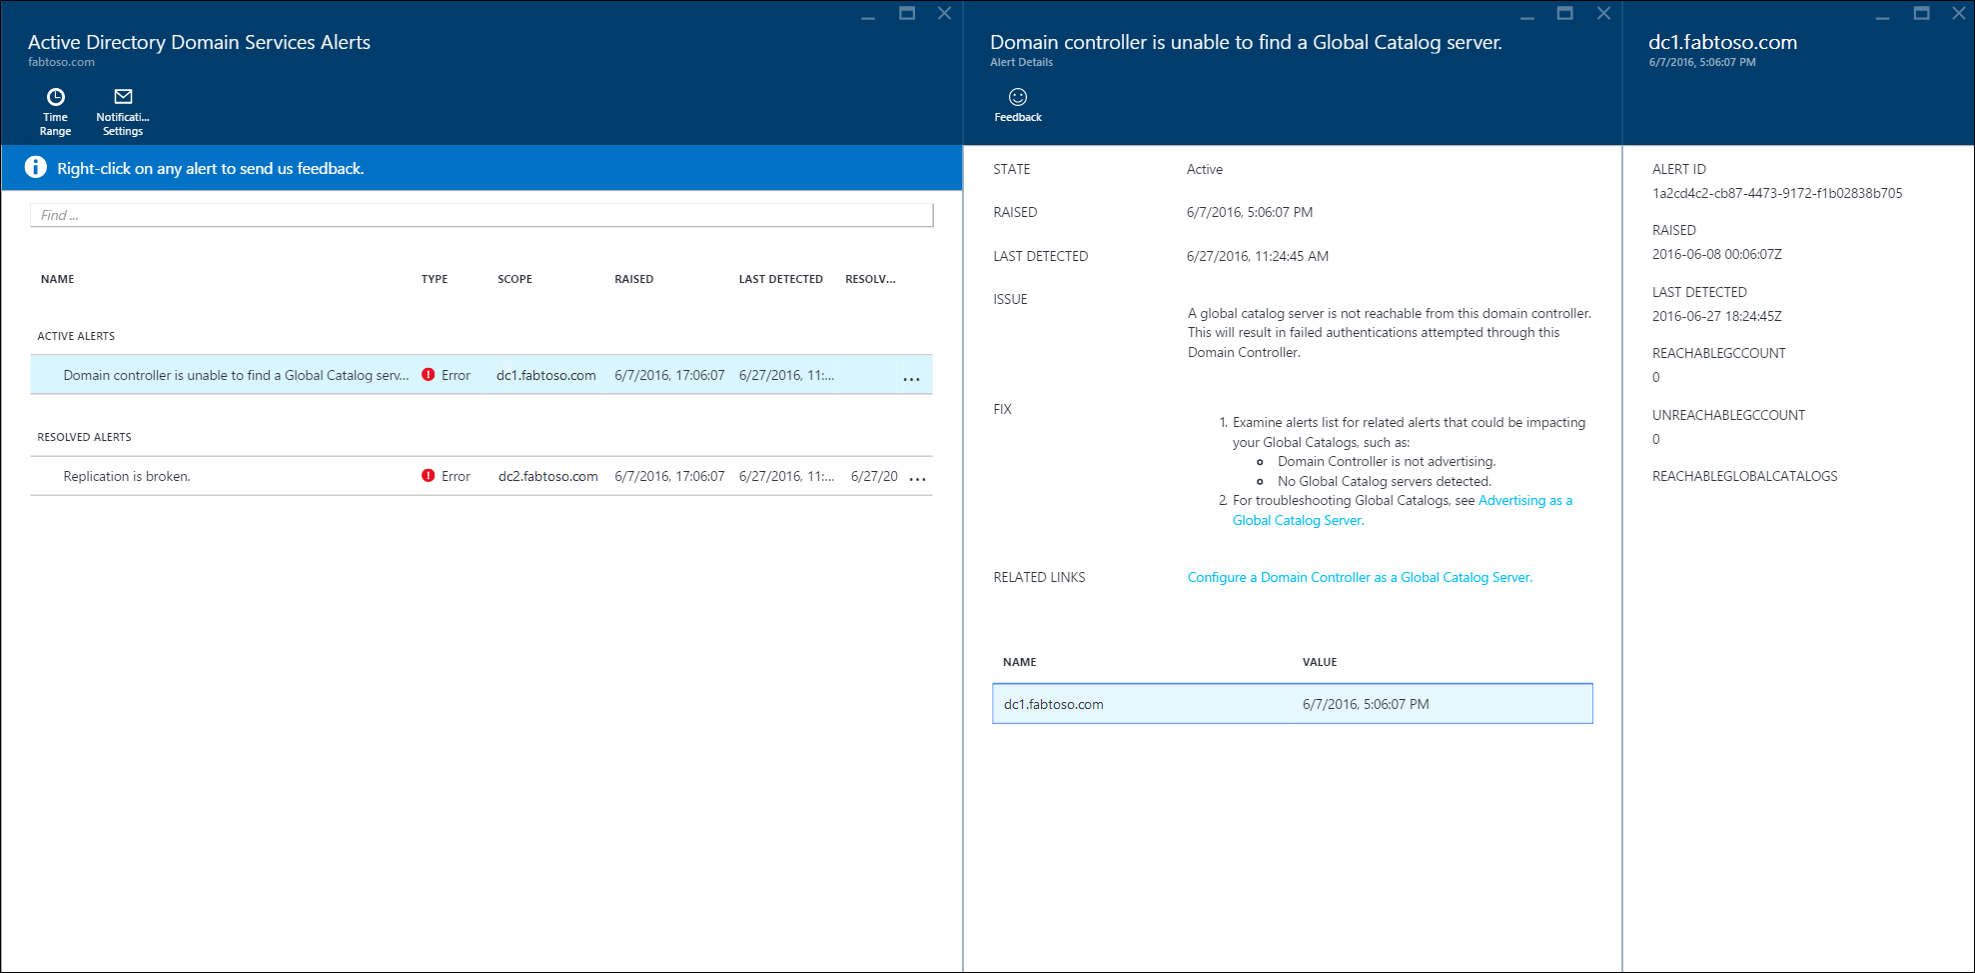 Active Directory Domain Services Alerts
fabtoso.com
Time
Range
Notificati...
Settings
Right-click on any alert to send us feedback.
Find ...
NAME TYPE SCOPE RAISED LAST DETECTED RESOLV...
ACTIVE ALERTS
Domain controller is unable to find a Global Catalog serv... Error dc1.fabtoso.com 6/7/2016, 17:06:07 6/27/2016, 11:... ...
RESOLVED ALERTS
Replication is broken. Error dc2.fabtoso.com 6/7/2016, 17:06:07 6/27/2016, 11:... 6/27/20 ...
Domain controller is unable to find a Global Catalog server.
Alert Details
Feedback
STATE Active
RAISED 6/7/2016, 5:06:07 PM
LAST DETECTED 6/27/2016, 11:24:45 AM
ISSUE
A global catalog server is not reachable from this domain controller.
This will result in failed authentications attempted through this
Domain Controller.
FIX
1. Examine alerts list for related alerts that could be impacting
your Global Catalogs, such as:
Domain Controller is not advertising.
No Global Catalog servers detected.
2. For troubleshooting Global Catalogs, see Advertising as a
Global Catalog Server.
RELATED LINKS Configure a Domain Controller as a Global Catalog Server.
NAME VALUE
dc1.fabtoso.com 6/7/2016, 5:06:07 PM
dc1.fabtoso.com
6/7/2016, 5:06:07 PM
ALERT ID
1a2cd4c2-cb87-4473-9172-f1b02838b705
RAISED
2016-06-08 00:06:07Z
LAST DETECTED
2016-06-27 18:24:45Z
REACHABLEGCCOUNT
0
UNREACHABLEGCCOUNT
0
REACHABLEGLOBALCATALOGS